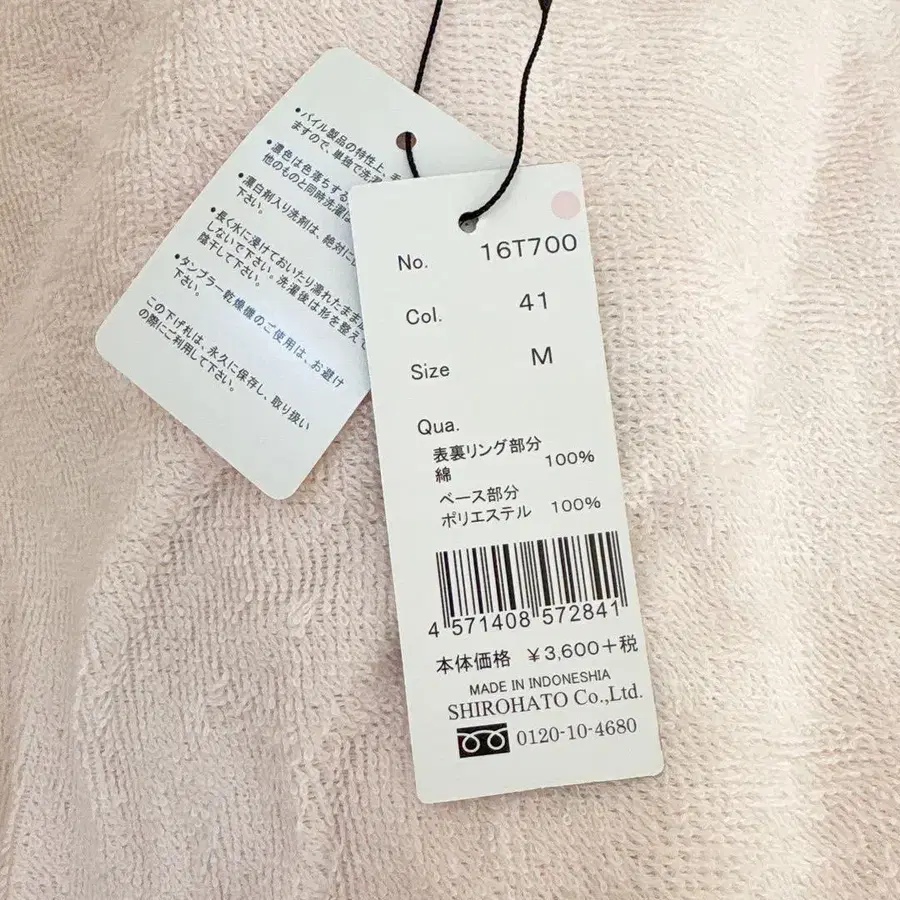 •パイル製品の特性上、毛
ますので、単独で洗濯
•濃色は色落ちする
他のものと同時洗濯は
•漂白剤入り洗剤は、絶対に
下さい。
•長く水に浸けておいたり濡れたまま
しないで下さい。洗濯後は形を整えて
陰干して下さい。
•タンブラー乾燥機のご使用は、お避け
下さい。
この下げ札は、永久に保存し、取り扱い
の際にご利用して下さい。
No. 16T700
Col. 41
Size M
Qua.
表裏リング部分
綿 100%
ベース部分
ポリエステル 100%
4 571408 572841
本体価格 ¥3,600+税
MADE IN INDONESHIA
SHIROHATO Co.,Ltd.
0120-10-4680